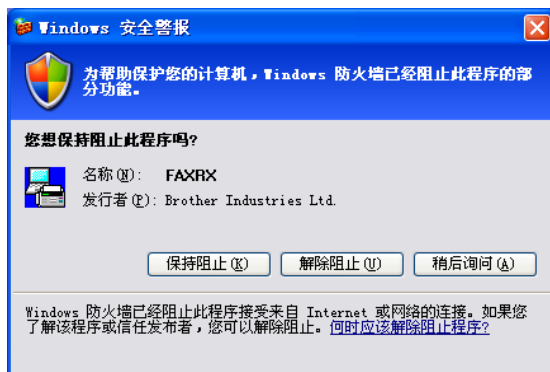 Windows 安全警报
为帮助保护您的计算机，Windows 防火墙已经阻止此程序的部
分功能。
您想保持阻止此程序吗?
名称(N): FAXRX
发行者(P): Brother Industries Ltd.
保持阻止(K) 解除阻止(U) 稍后询问(A)
Windows 防火墙已经阻止此程序接受来自 Internet 或网络的连接。如果您
了解该程序或信任发布者，您可以解除阻止。何时应该解除阻止程序?